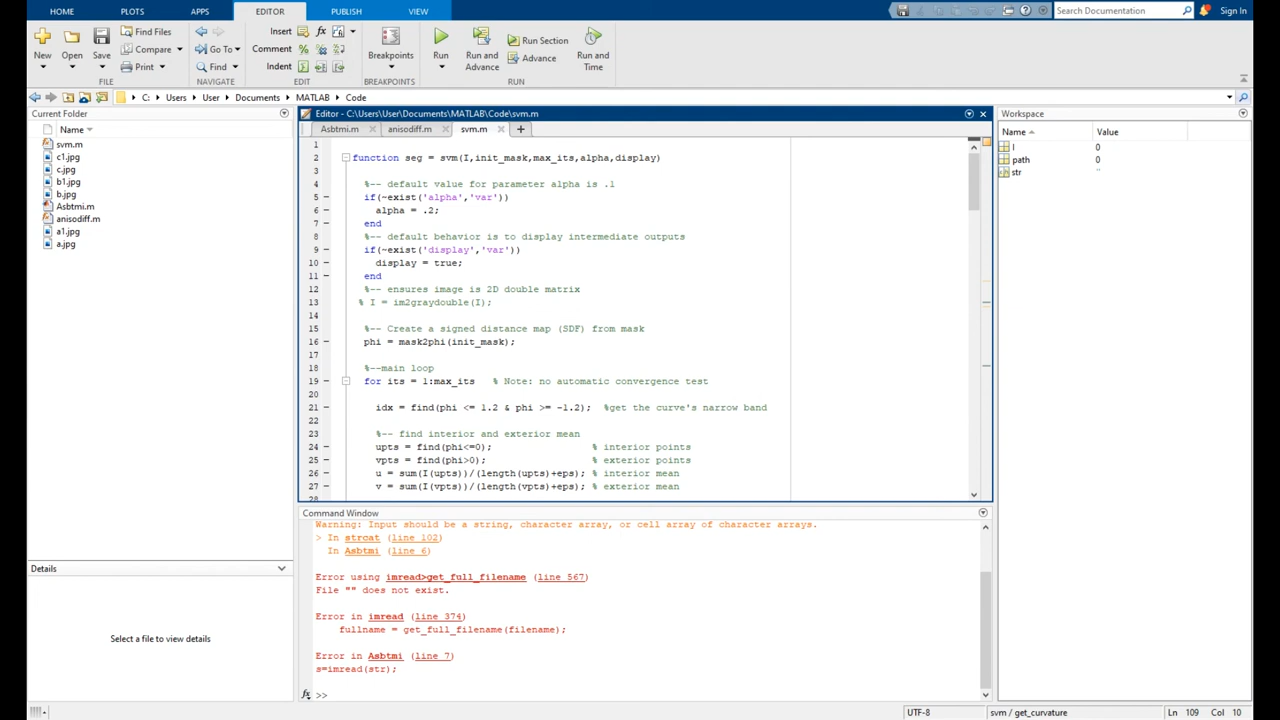 HOME PLOTS APPS EDITOR PUBLISH VIEW Search Documentation Sign In
New Open Save Find Files Compare Print FILE
Go To Find NAVIGATE
Insert fx Comment % Indent EDIT
Breakpoints BREAKPOINTS
Run Run and Advance Run Section Advance Run and Time RUN
C: Users User Documents MATLAB Code
Current Folder
Name
svm.m
c1.jpg
c.jpg
b1.jpg
b.jpg
Asbtmi.m
anisodiff.m
a1.jpg
a.jpg
Details
Select a file to view details
Editor - C:\Users\User\Documents\MATLAB\Code\svm.m
Asbtmi.m anisodiff.m svm.m
1
2 function seg = svm(I,init_mask,max_its,alpha,display)
3
4 %-- default value for parameter alpha is .1
5 if(~exist('alpha','var'))
6 alpha = .2;
7 end
8 %-- default behavior is to display intermediate outputs
9 if(~exist('display','var'))
10 display = true;
11 end
12 %-- ensures image is 2D double matrix
13 % I = im2graydouble(I);
14
15 %-- Create a signed distance map (SDF) from mask
16 phi = mask2phi(init_mask);
17
18 %--main loop
19 for its = 1:max_its % Note: no automatic convergence test
20
21 idx = find(phi <= 1.2 & phi >= -1.2); %get the curve's narrow band
22
23 %-- find interior and exterior mean
24 upts = find(phi<=0); % interior points
25 vpts = find(phi>0); % exterior points
26 u = sum(I(upts))/(length(upts)+eps); % interior mean
27 v = sum(I(vpts))/(length(vpts)+eps); % exterior mean
28
Command Window
Warning: Input should be a string, character array, or cell array of character arrays.
> In strcat (line 102)
In Asbtmi (line 6)
Error using imread>get_full_filename (line 567)
File "" does not exist.
Error in imread (line 374)
fullname = get_full_filename(filename);
Error in Asbtmi (line 7)
s=imread(str);
fx >>
Workspace
Name Value
I 0
path 0
str ''
UTF-8 svm / get_curvature Ln 109 Col 10